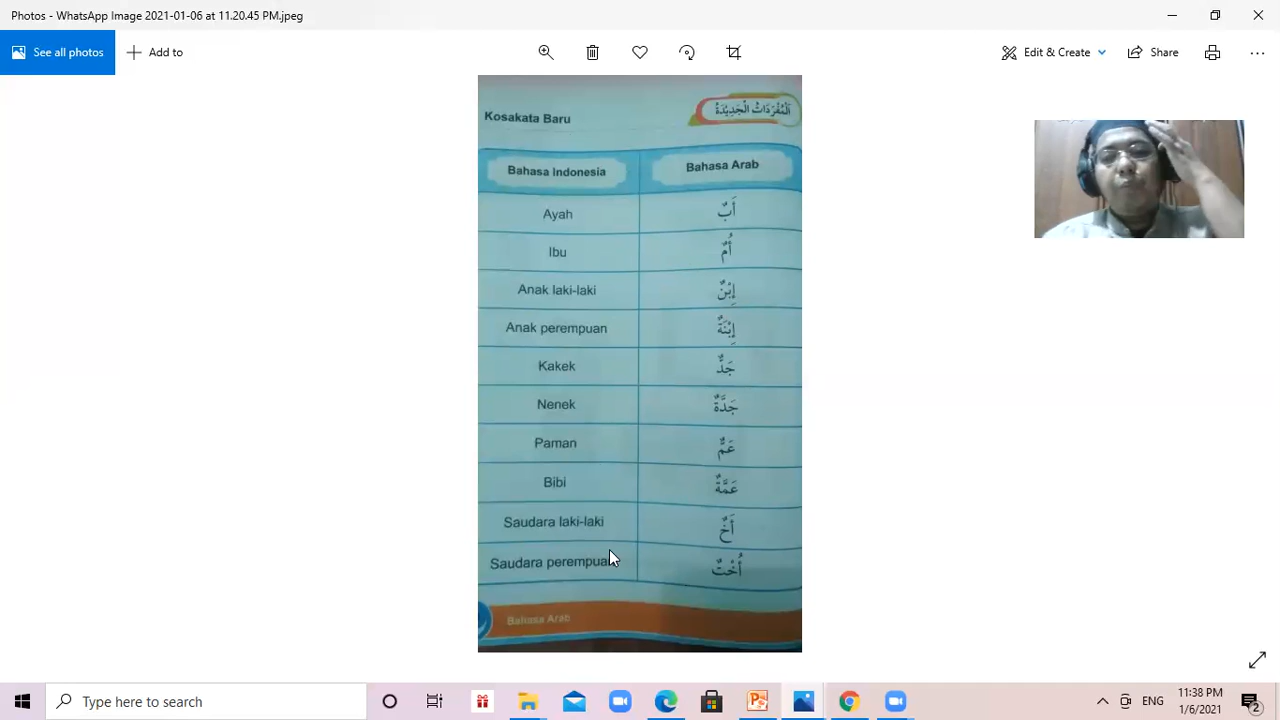 Photos - WhatsApp Image 2021-01-06 at 11.20.45 PM.jpeg
See all photos
Add to
Edit & Create
Share
Kosakata Baru
اَلْمُفْرَدَاتُ الْجَدِيْدَةُ
Bahasa Indonesia
Bahasa Arab
Ayah
أَبٌ
Ibu
أُمٌّ
Anak laki-laki
إِبْنٌ
Anak perempuan
إِبْنَةٌ
Kakek
جَدٌّ
Nenek
جَدَّةٌ
Paman
عَمٌّ
Bibi
عَمَّةٌ
Saudara laki-laki
أَخٌ
Saudara perempuan
أُخْتٌ
Bahasa Arab
Type here to search
ENG
11:38 PM
1/6/2021
2